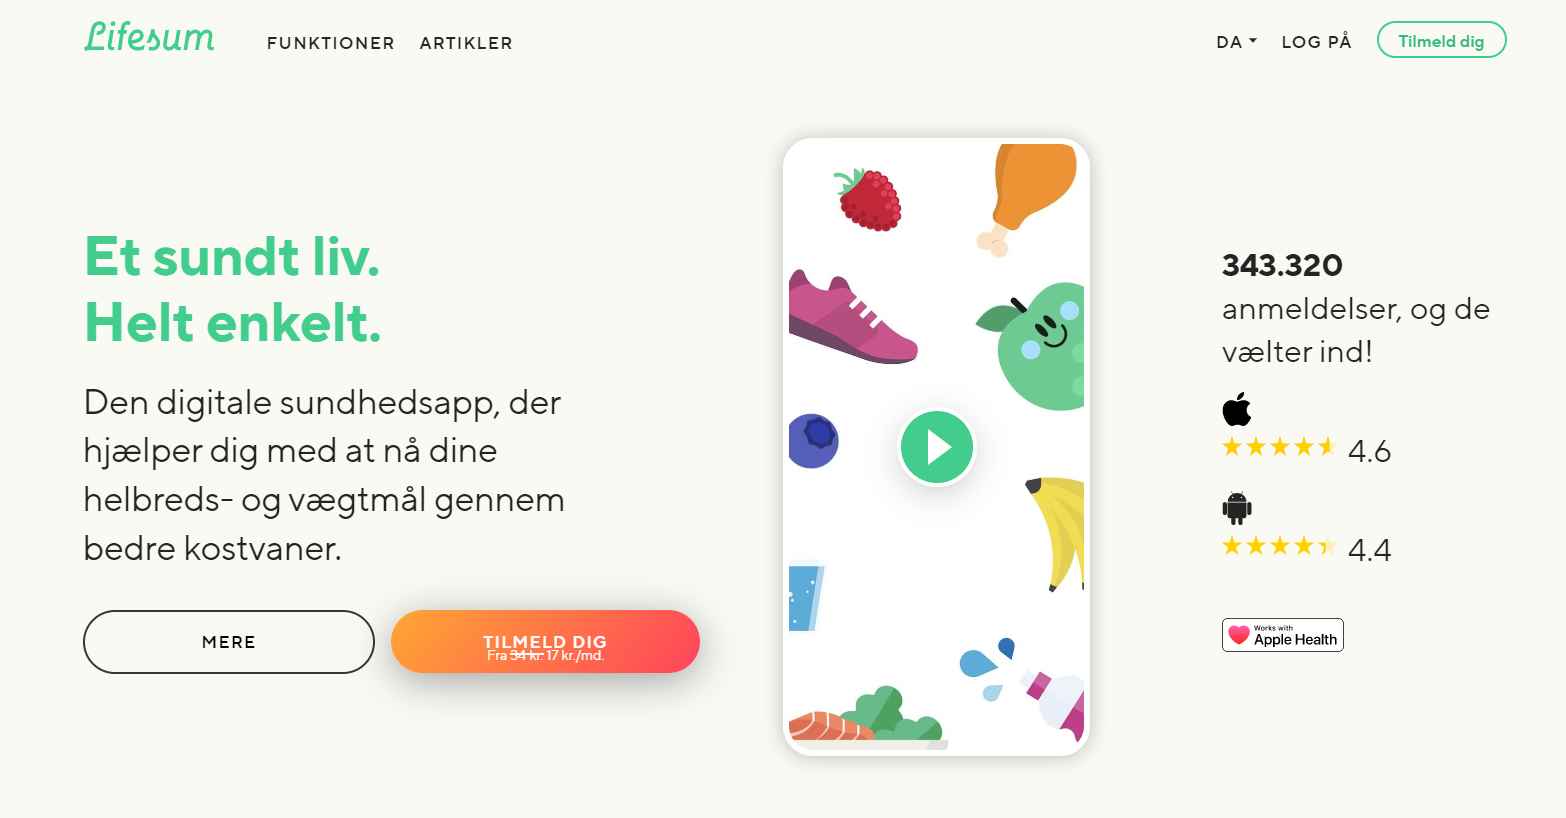 Lifesum
FUNKTIONER
ARTIKLER
DA
LOG PÅ
Tilmeld dig
Et sundt liv.
Helt enkelt.
Den digitale sundhedsapp, der
hjælper dig med at nå dine
helbreds- og vægtmål gennem
bedre kostvaner.
MERE
TILMELD DIG
Fra 34 kr. 17 kr./md.
343.320
anmeldelser, og de
vælter ind!
4.6
4.4
Works with
Apple Health